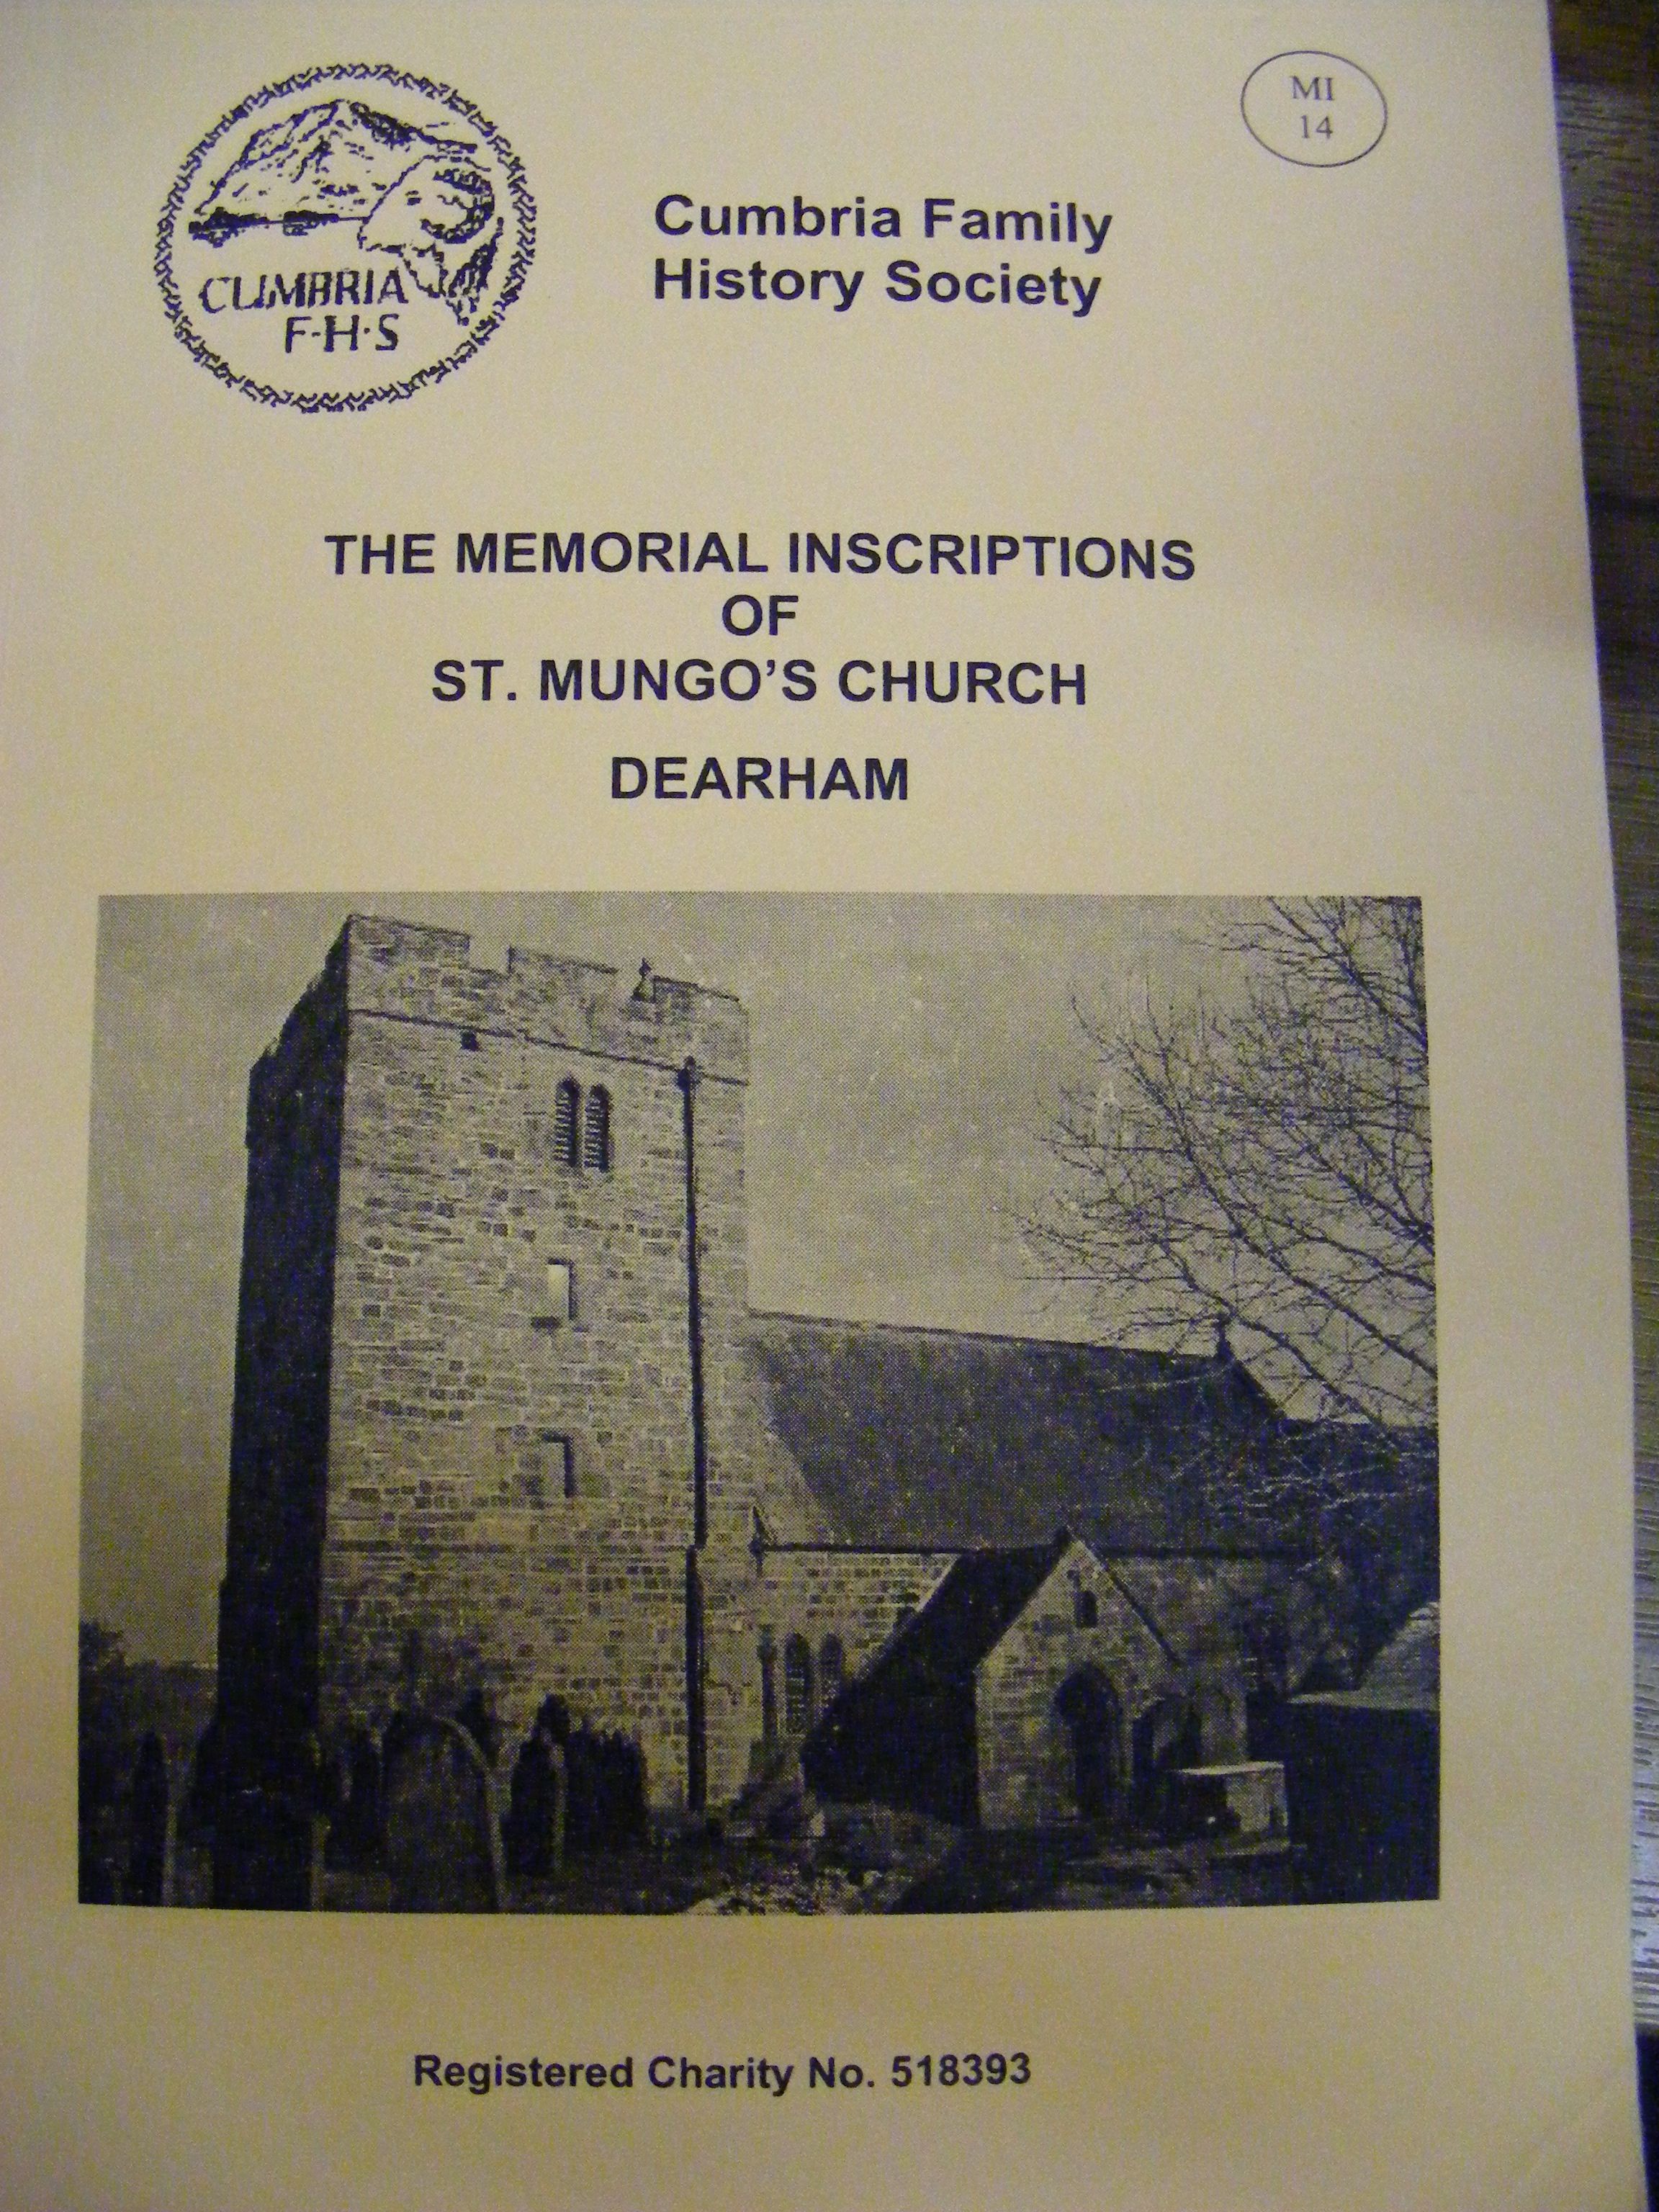 MI
14
CUMBRIA
F·H·S
Cumbria Family
History Society
THE MEMORIAL INSCRIPTIONS
OF
ST. MUNGO’S CHURCH
DEARHAM
Registered Charity No. 518393